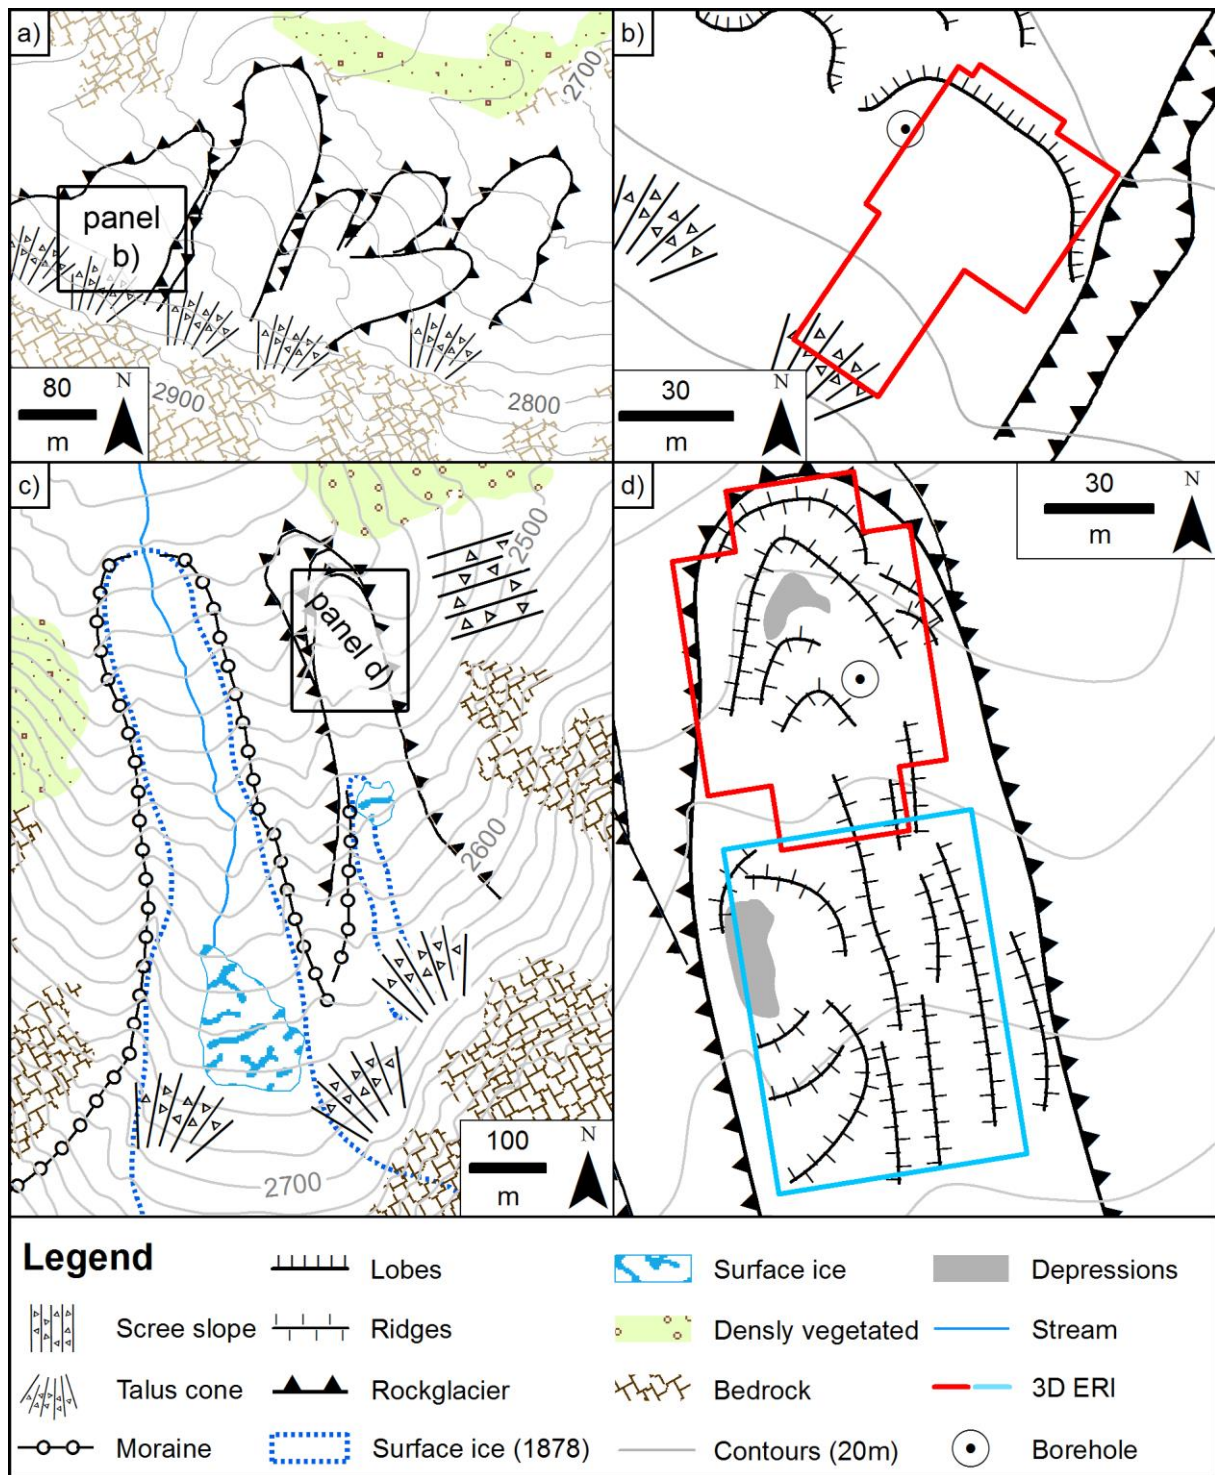 a)
2700
panel
b)
80
m
N
2900
2800
b)
30
m
N
c)
2500
panel d)
2600
2700
100
m
N
d)
30
m
N
Legend
Lobes
Surface ice
Depressions
Scree slope
Ridges
Densly vegetated
Stream
Talus cone
Rockglacier
Bedrock
3D ERI
Moraine
Surface ice (1878)
Contours (20m)
Borehole